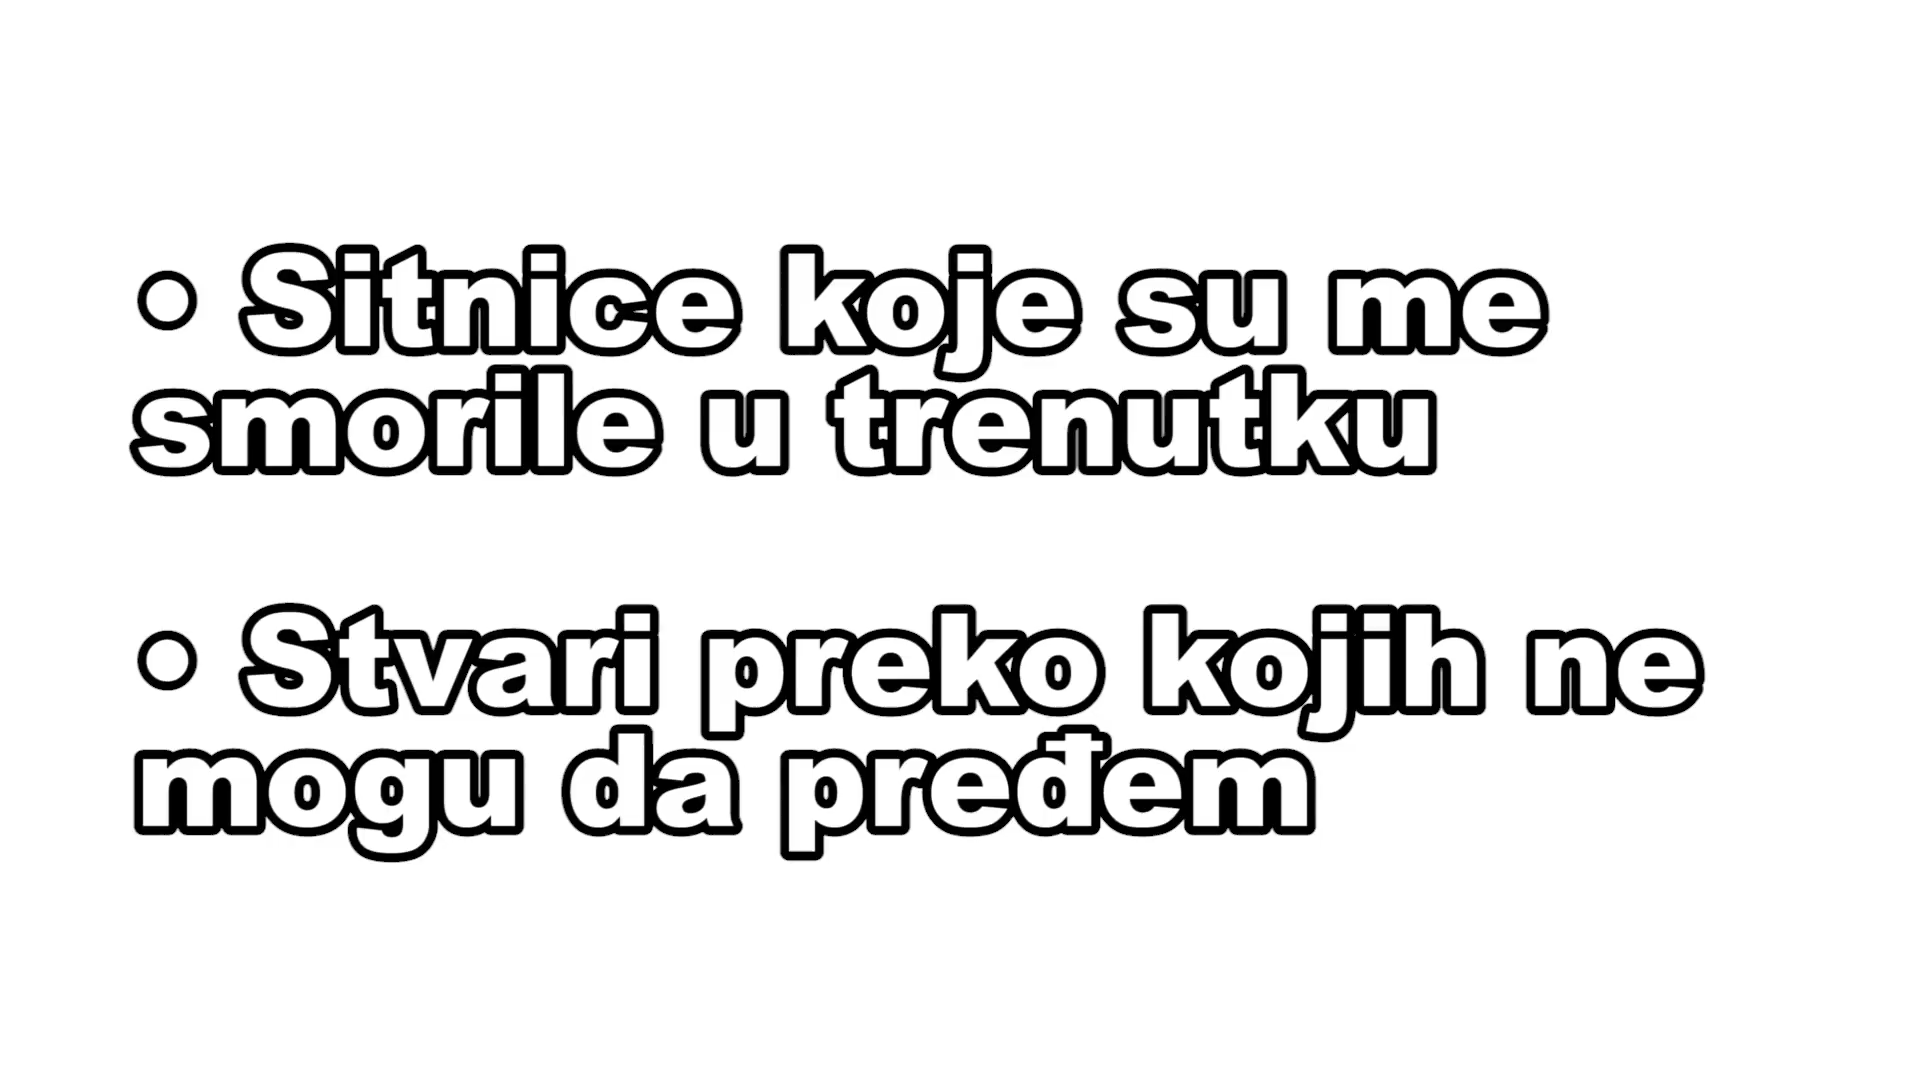 • Sitnice koje su me
smorile u trenutku
• Stvari preko kojih ne
mogu da pređem